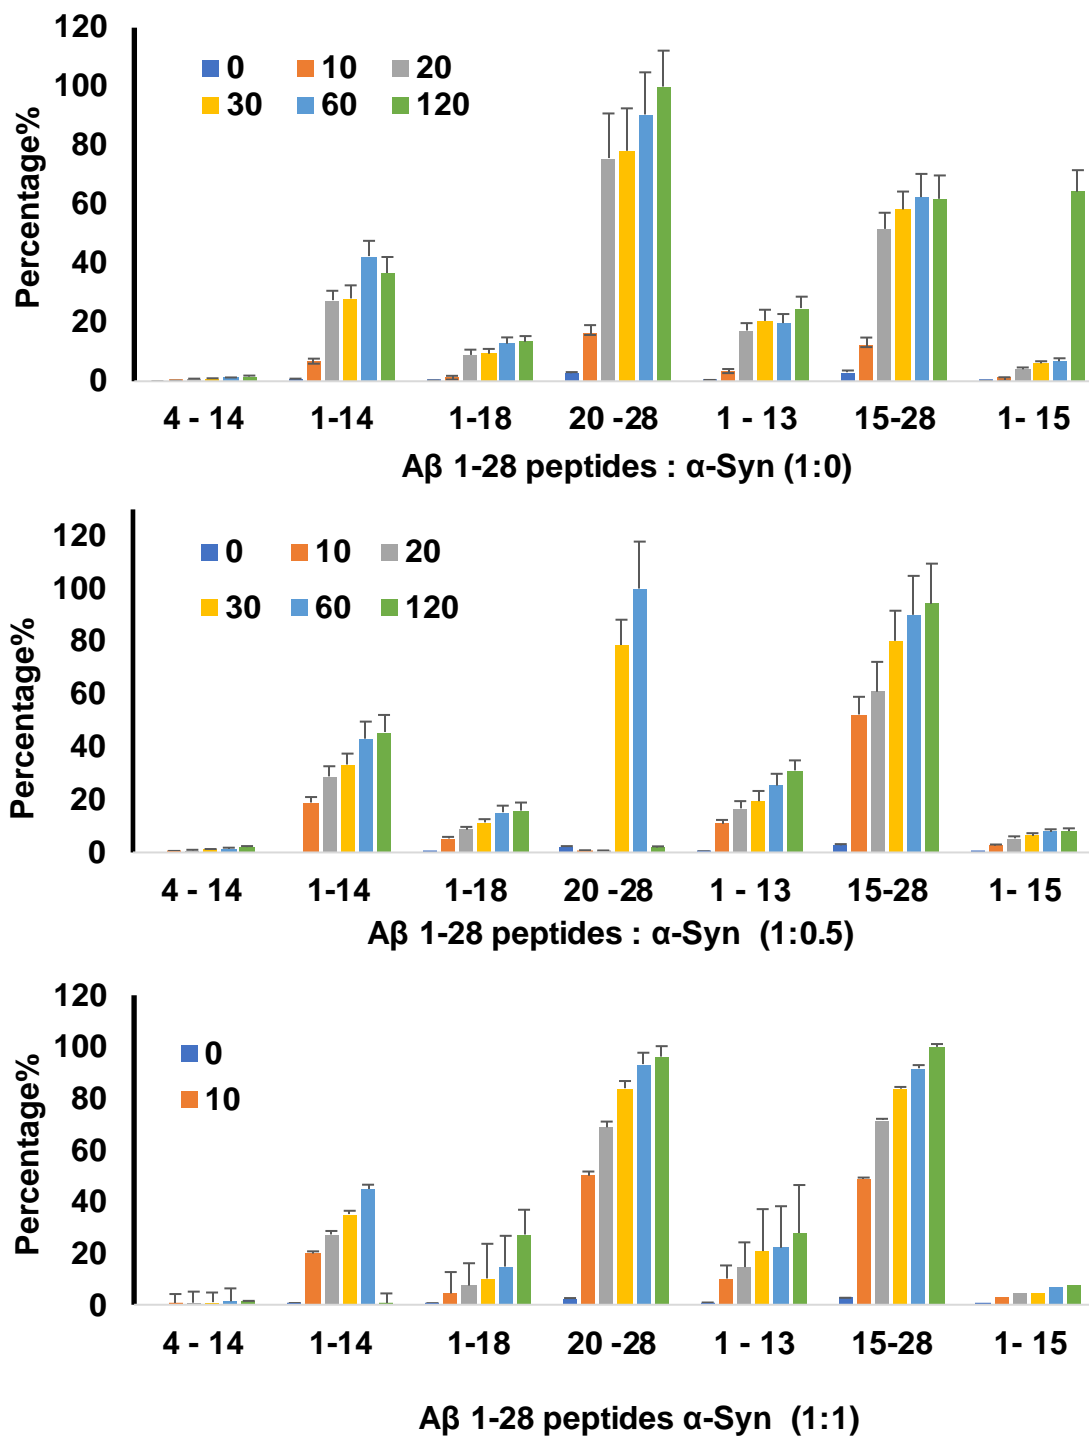 120
100
80
60
40
20
0
Percentage%
0 10 20
30 60 120
4 - 14 1-14 1-18 20 -28 1 - 13 15-28 1- 15
Aβ 1-28 peptides : α-Syn (1:0)
120
100
80
60
40
20
0
Percentage%
0 10 20
30 60 120
4 - 14 1-14 1-18 20 -28 1 - 13 15-28 1- 15
Aβ 1-28 peptides : α-Syn (1:0.5)
120
100
80
60
40
20
0
Percentage%
0
10
4 - 14 1-14 1-18 20 -28 1 - 13 15-28 1- 15
Aβ 1-28 peptides α-Syn (1:1)